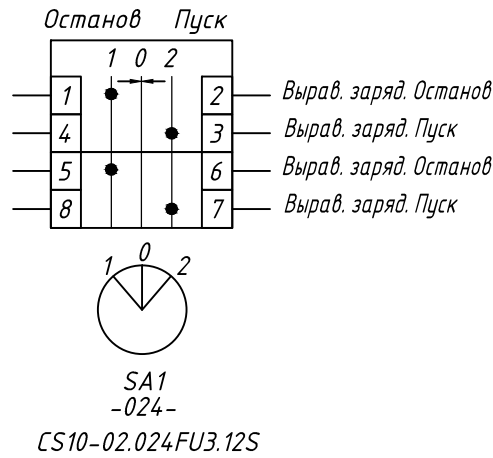 Останов Пуск
1 0 2
1 2 Вырав. заряд. Останов
4 3 Вырав. заряд. Пуск
5 6 Вырав. заряд. Останов
8 7 Вырав. заряд. Пуск
1 0 2
SA1
-024-
CS10-02.024FU3.12S